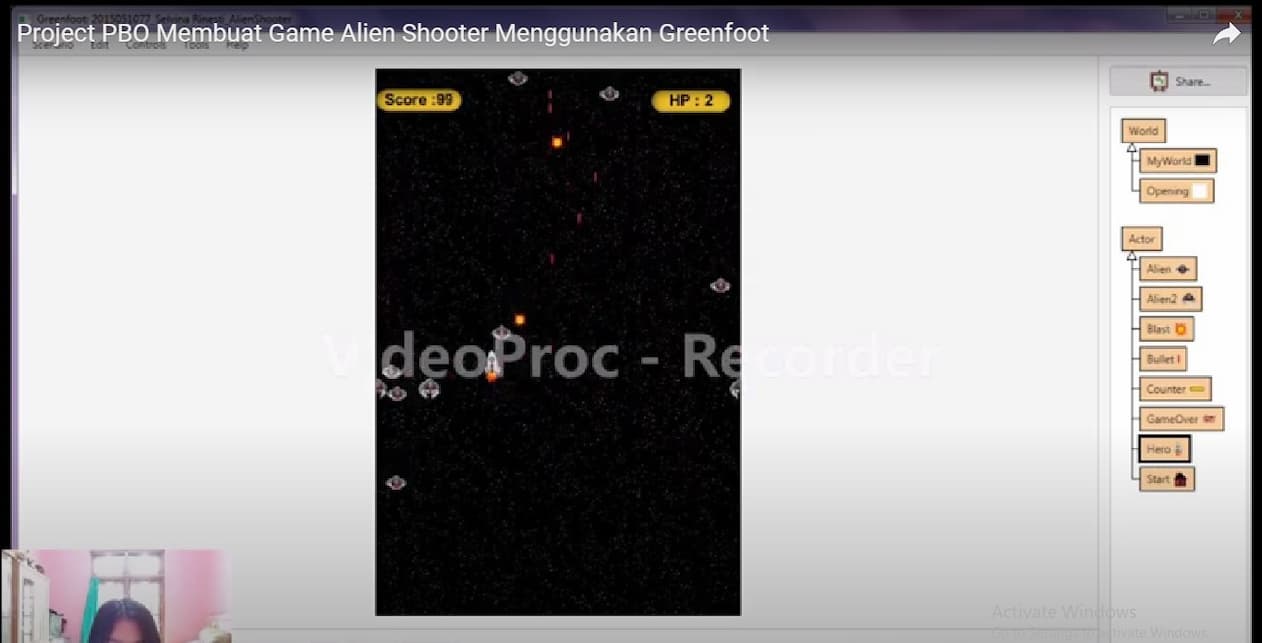 Greenfoot: 2015051077_Selvina Rinesti_AlienShooter
Project PBO Membuat Game Alien Shooter Menggunakan Greenfoot
Scenario Edit Controls Tools Help
Share...
Score :99
HP : 2
World
MyWorld
Opening
Actor
Alien
Alien2
Blast
Bullet
Counter
GameOver
Hero
Start
VideoProc - Recorder
Activate Windows
Go to Settings to activate Windows.